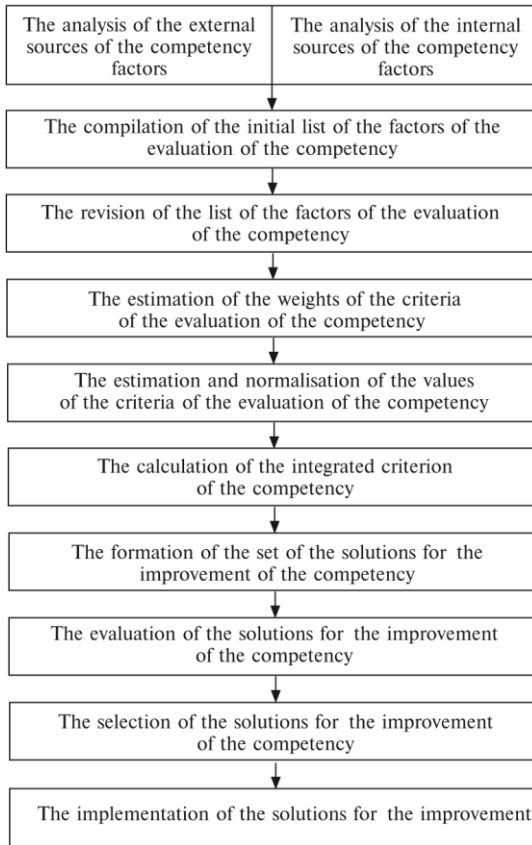 The analysis of the external
sources of the competency
factors
The analysis of the internal
sources of the competency
factors
The compilation of the initial list of the factors of the
evaluation of the competency
The revision of the list of the factors of the evaluation
of the competency
The estimation of the weights of the criteria
of the evaluation of the competency
The estimation and normalisation of the values
of the criteria of the evaluation of the competency
The calculation of the integrated criterion
of the competency
The formation of the set of the solutions for the
improvement of the competency
The evaluation of the solutions for the improvement
of the competency
The selection of the solutions for the improvement
of the competency
The implementation of the solutions for the improvement